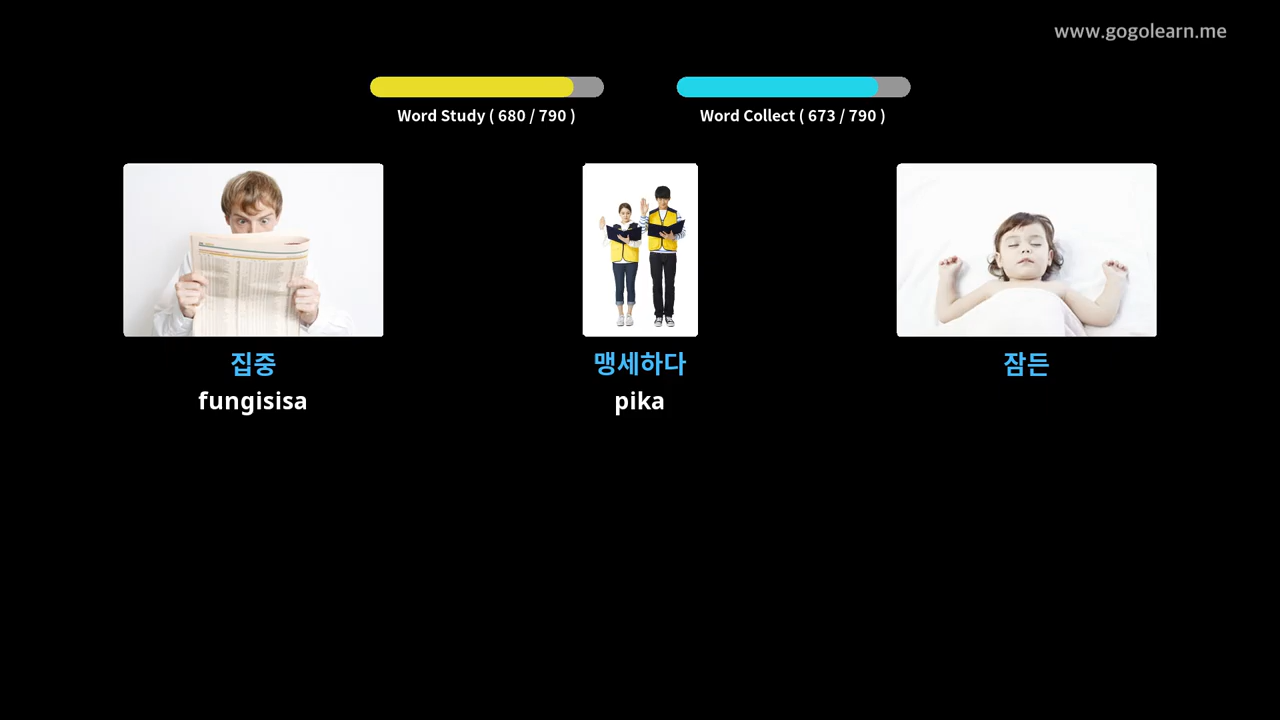 www.gogolearn.me
Word Study ( 680 / 790 )
Word Collect ( 673 / 790 )
집중
fungisisa
맹세하다
pika
잠든